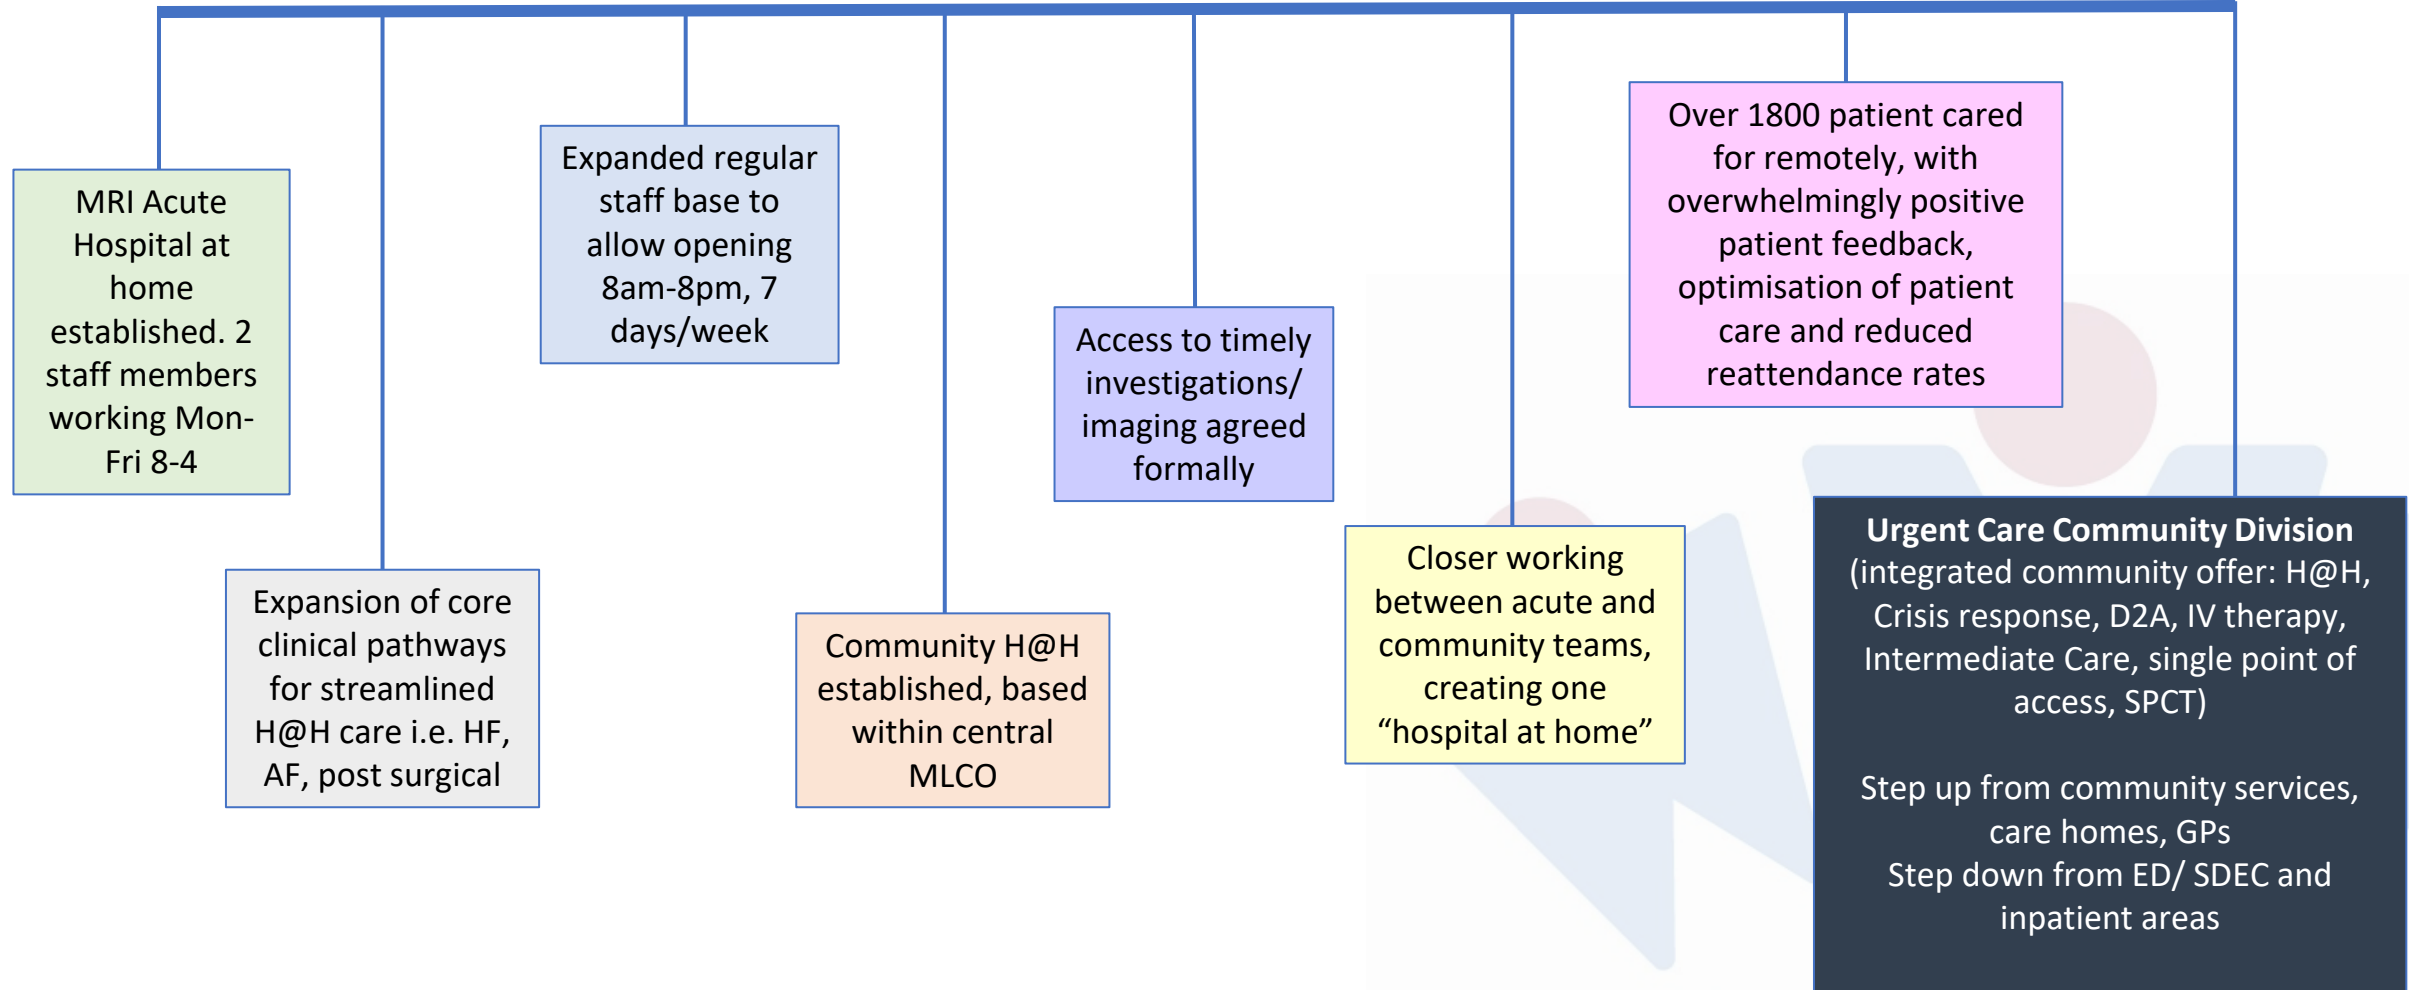 MRI Acute
Hospital at
home
established. 2
staff members
working Mon-
Fri 8-4
Expansion of core
clinical pathways
for streamlined
H@H care i.e. HF,
AF, post surgical
Expanded regular
staff base to
allow opening
8am-8pm, 7
days/week
Community H@H
established, based
within central
MLCO
Access to timely
investigations/
imaging agreed
formally
Closer working
between acute and
community teams,
creating one
“hospital at home”
Over 1800 patient cared
for remotely, with
overwhelmingly positive
patient feedback,
optimisation of patient
care and reduced
reattendance rates
Urgent Care Community Division
(integrated community offer: H@H,
Crisis response, D2A, IV therapy,
Intermediate Care, single point of
access, SPCT)
Step up from community services,
care homes, GPs
Step down from ED/ SDEC and
inpatient areas